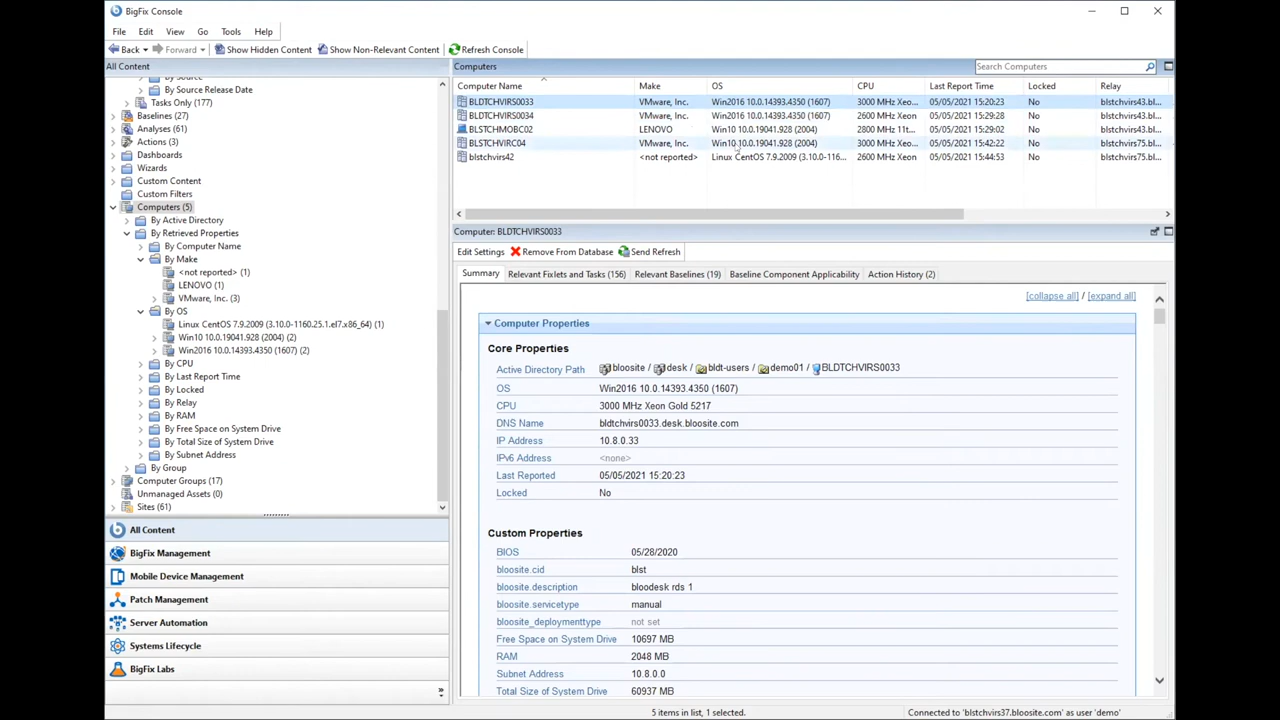 BigFix Console
File Edit View Go Tools Help
Back Forward Show Hidden Content Show Non-Relevant Content Refresh Console
All Content
By Source
By Source Release Date
Tasks Only (177)
Baselines (27)
Analyses (61)
Actions (3)
Dashboards
Wizards
Custom Content
Custom Filters
Computers (5)
By Active Directory
By Retrieved Properties
By Computer Name
By Make
<not reported> (1)
LENOVO (1)
VMware, Inc. (3)
By OS
Linux CentOS 7.9.2009 (3.10.0-1160.25.1.el7.x86_64) (1)
Win10 10.0.19041.928 (2004) (2)
Win2016 10.0.14393.4350 (1607) (2)
By CPU
By Last Report Time
By Locked
By Relay
By RAM
By Free Space on System Drive
By Total Size of System Drive
By Subnet Address
By Group
Computer Groups (17)
Unmanaged Assets (0)
Sites (61)
All Content
BigFix Management
Mobile Device Management
Patch Management
Server Automation
Systems Lifecycle
BigFix Labs
Computers Search Computers
Computer Name Make OS CPU Last Report Time Locked Relay
BLDTCHVIRS0033 VMware, Inc. Win2016 10.0.14393.4350 (1607) 3000 MHz Xeo... 05/05/2021 15:20:23 No blstchvirs43.bl...
BLDTCHVIRS0034 VMware, Inc. Win2016 10.0.14393.4350 (1607) 2600 MHz Xeon 05/05/2021 15:29:28 No blstchvirs43.bl...
BLSTCHMOBC02 LENOVO Win10 10.0.19041.928 (2004) 2800 MHz 11t... 05/05/2021 15:29:02 No blstchvirs43.bl...
BLSTCHVIRC04 VMware, Inc. Win10 10.0.19041.928 (2004) 3000 MHz Xeo... 05/05/2021 15:42:22 No blstchvirs75.bl...
blstchvirs42 <not reported> Linux CentOS 7.9.2009 (3.10.0-116... 2600 MHz Xeon 05/05/2021 15:44:53 No blstchvirs75.bl...
Computer: BLDTCHVIRS0033
Edit Settings Remove From Database Send Refresh
Summary Relevant Fixlets and Tasks (156) Relevant Baselines (19) Baseline Component Applicability Action History (2)
[collapse all] / [expand all]
Computer Properties
Core Properties
Active Directory Path bloosite / desk / bldt-users / demo01 / BLDTCHVIRS0033
OS Win2016 10.0.14393.4350 (1607)
CPU 3000 MHz Xeon Gold 5217
DNS Name bldtchvirs0033.desk.bloosite.com
IP Address 10.8.0.33
IPv6 Address <none>
Last Reported 05/05/2021 15:20:23
Locked No
Custom Properties
BIOS 05/28/2020
bloosite.cid blst
bloosite.description bloodesk rds 1
bloosite.servicetype manual
bloosite_deploymenttype not set
Free Space on System Drive 10697 MB
RAM 2048 MB
Subnet Address 10.8.0.0
Total Size of System Drive 60937 MB
5 items in list, 1 selected. Connected to 'blstchvirs37.bloosite.com' as user 'demo'